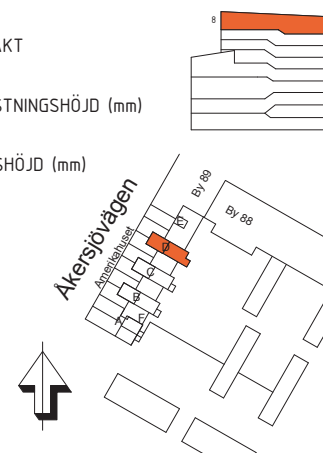 8
AKT
STNINGSHÖJD (mm)
SHÖJD (mm)
By 89
By 88
Åkersjövägen
Amerikahuset
E
D
C
B
A
F